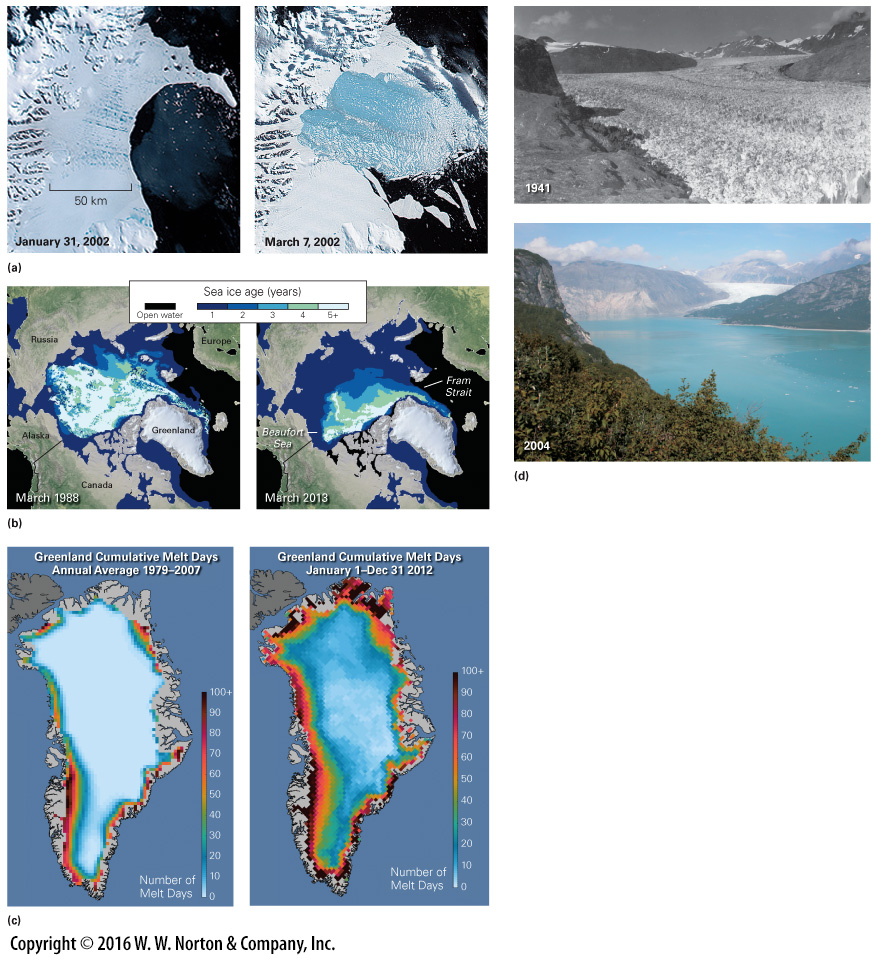 50 km
January 31, 2002
March 7, 2002
(a)
1941
2004
(d)
Sea ice age (years)
Open water
1 2 3 4 5+
Russia
Europe
Alaska
Greenland
Canada
March 1988
Fram
Strait
Beaufort
Sea
March 2013
(b)
Greenland Cumulative Melt Days
Annual Average 1979–2007
100+
90
80
70
60
50
40
30
20
10
0
Number of
Melt Days
Greenland Cumulative Melt Days
January 1–Dec 31 2012
100+
90
80
70
60
50
40
30
20
10
0
Number of
Melt Days
(c)
Copyright © 2016 W. W. Norton & Company, Inc.